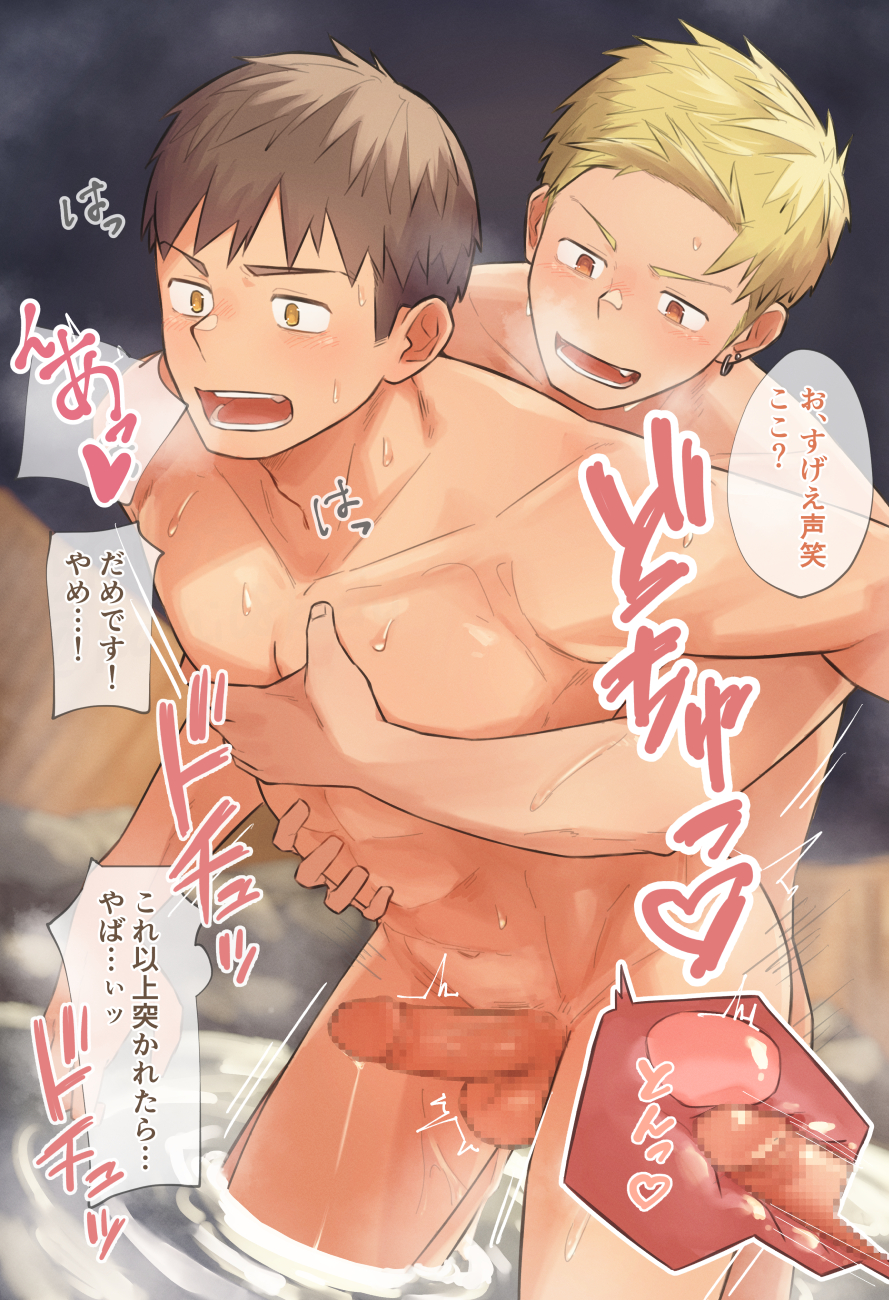 お、すげえ声笑
ここ？
はっ
んあ゛っ♥
はっ
ドちゅっ♡
だめです！
やめ…！
ドチュッ
これ以上突かれたら…
やば…ぃッ
とんっ♡
ドチュッ